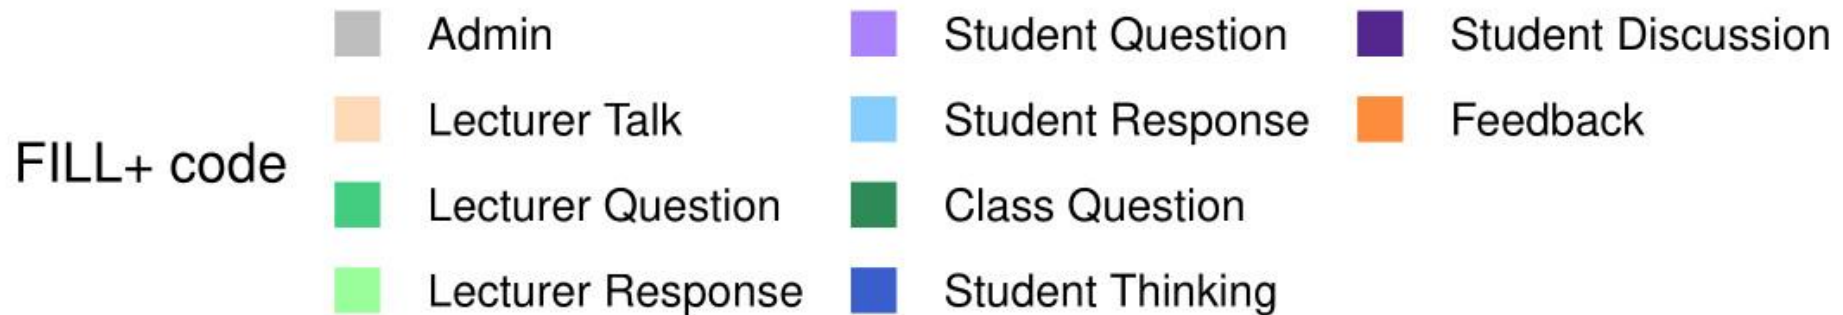 FILL+ code
Admin
Lecturer Talk
Lecturer Question
Lecturer Response
Student Question
Student Response
Class Question
Student Thinking
Student Discussion
Feedback